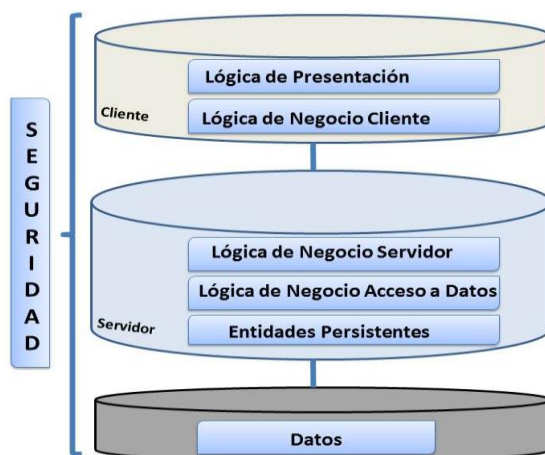 SEGURIDAD
Lógica de Presentación
Lógica de Negocio Cliente
Cliente
Lógica de Negocio Servidor
Lógica de Negocio Acceso a Datos
Entidades Persistentes
Servidor
Datos